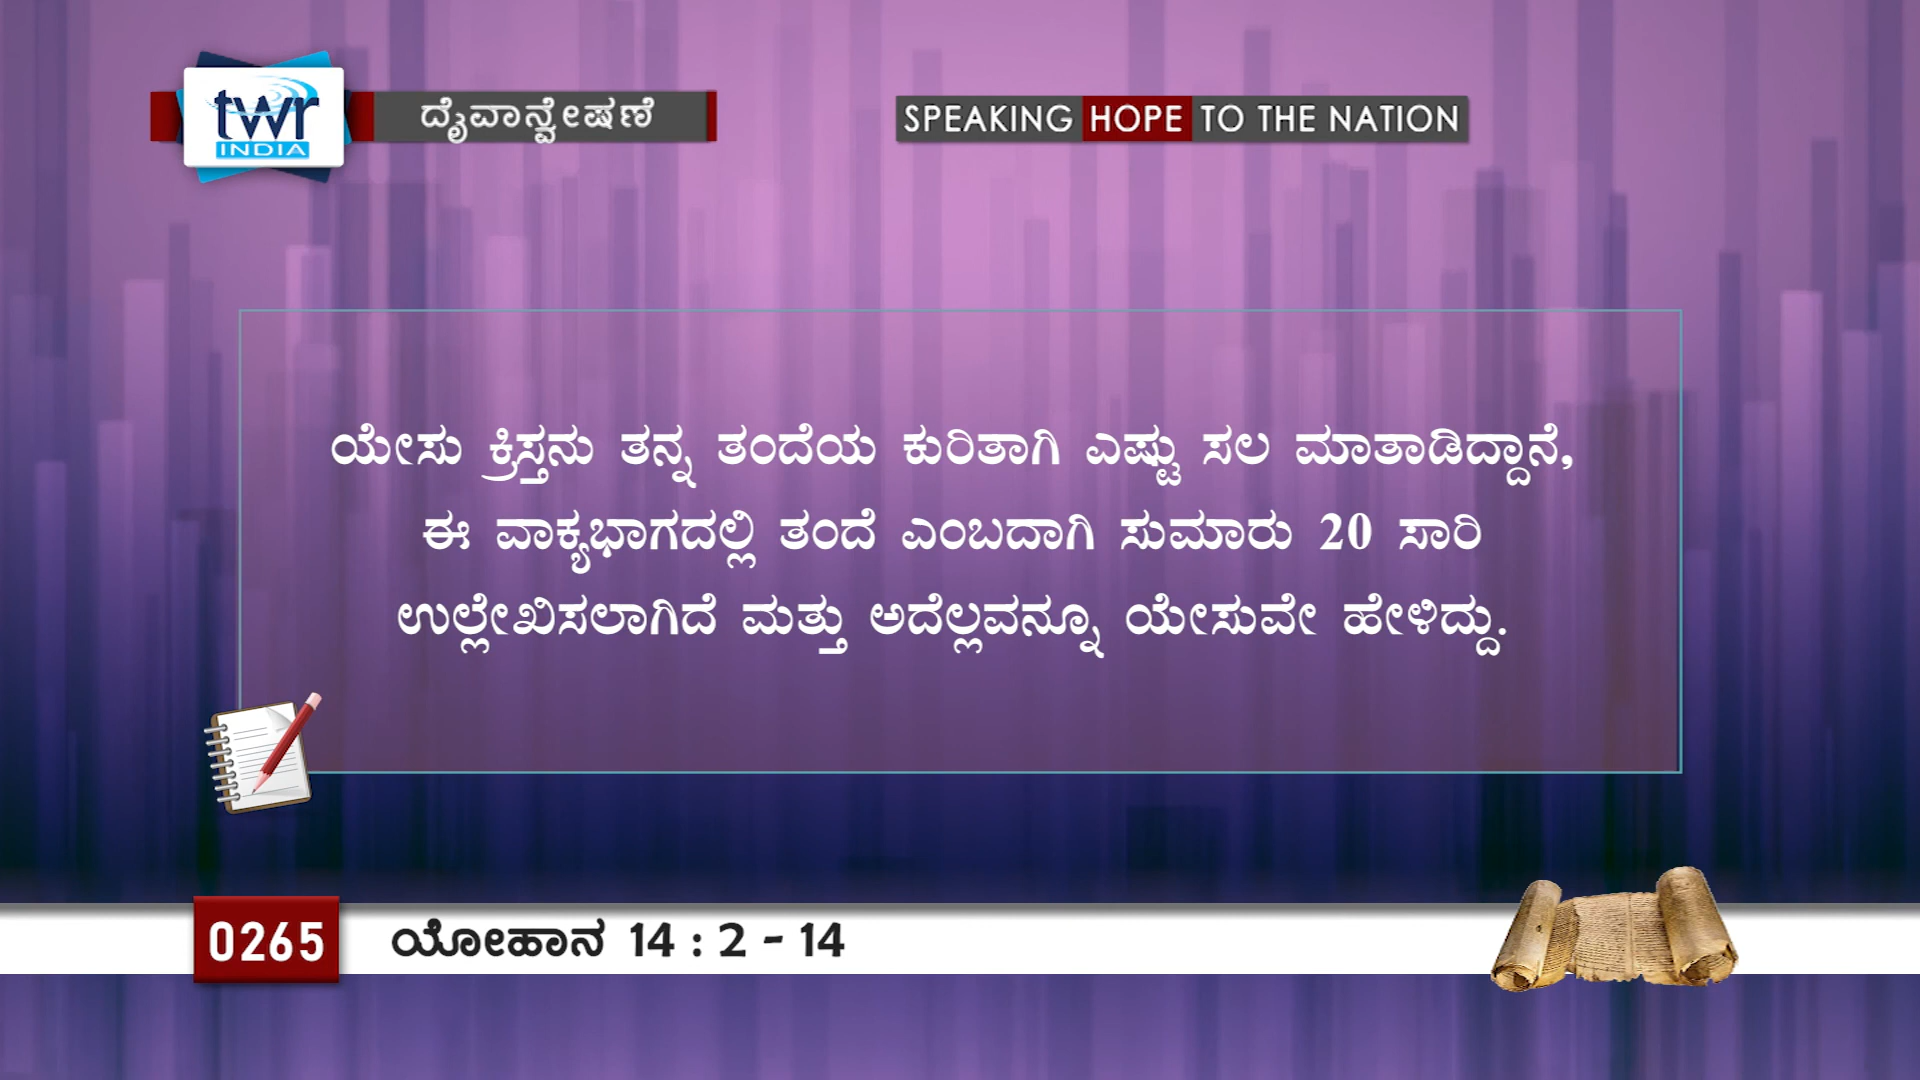 twr
INDIA
ದೈವಾನ್ವೇಷಣೆ
SPEAKING HOPE TO THE NATION
ಯೇಸು ಕ್ರಿಸ್ತನು ತನ್ನ ತಂದೆಯ ಕುರಿತಾಗಿ ಎಷ್ಟು ಸಲ ಮಾತಾಡಿದ್ದಾನೆ,
ಈ ವಾಕ್ಯಭಾಗದಲ್ಲಿ ತಂದೆ ಎಂಬದಾಗಿ ಸುಮಾರು 20 ಸಾರಿ
ಉಲ್ಲೇಖಿಸಲಾಗಿದೆ ಮತ್ತು ಅದೆಲ್ಲವನ್ನೂ ಯೇಸುವೇ ಹೇಳಿದ್ದು.
0265
ಯೋಹಾನ 14 : 2 - 14